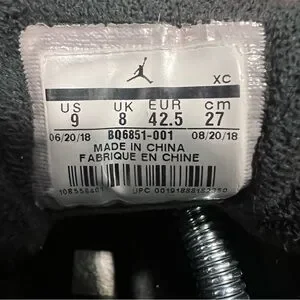 XC
US UK EUR cm
9 8 42.5 27
06/20/18 BQ6851-001 08/20/18
MADE IN CHINA
FABRIQUE EN CHINE
UPC